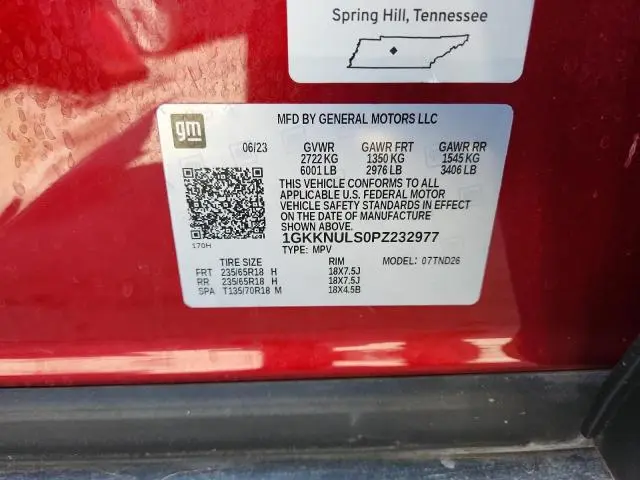 Spring Hill, Tennessee
gm
MFD BY GENERAL MOTORS LLC
06/23 GVWR GAWR FRT GAWR RR
2722 KG 1350 KG 1545 KG
6001 LB 2976 LB 3406 LB
THIS VEHICLE CONFORMS TO ALL
APPLICABLE U.S. FEDERAL MOTOR
VEHICLE SAFETY STANDARDS IN EFFECT
ON THE DATE OF MANUFACTURE
SHOWN ABOVE.
170H
1GKKNULS0PZ232977
TYPE: MPV MODEL: 07TND26
TIRE SIZE RIM
FRT 235/65R18 H 18X7.5J
RR 235/65R18 H 18X7.5J
SPA T135/70R18 M 18X4.5B